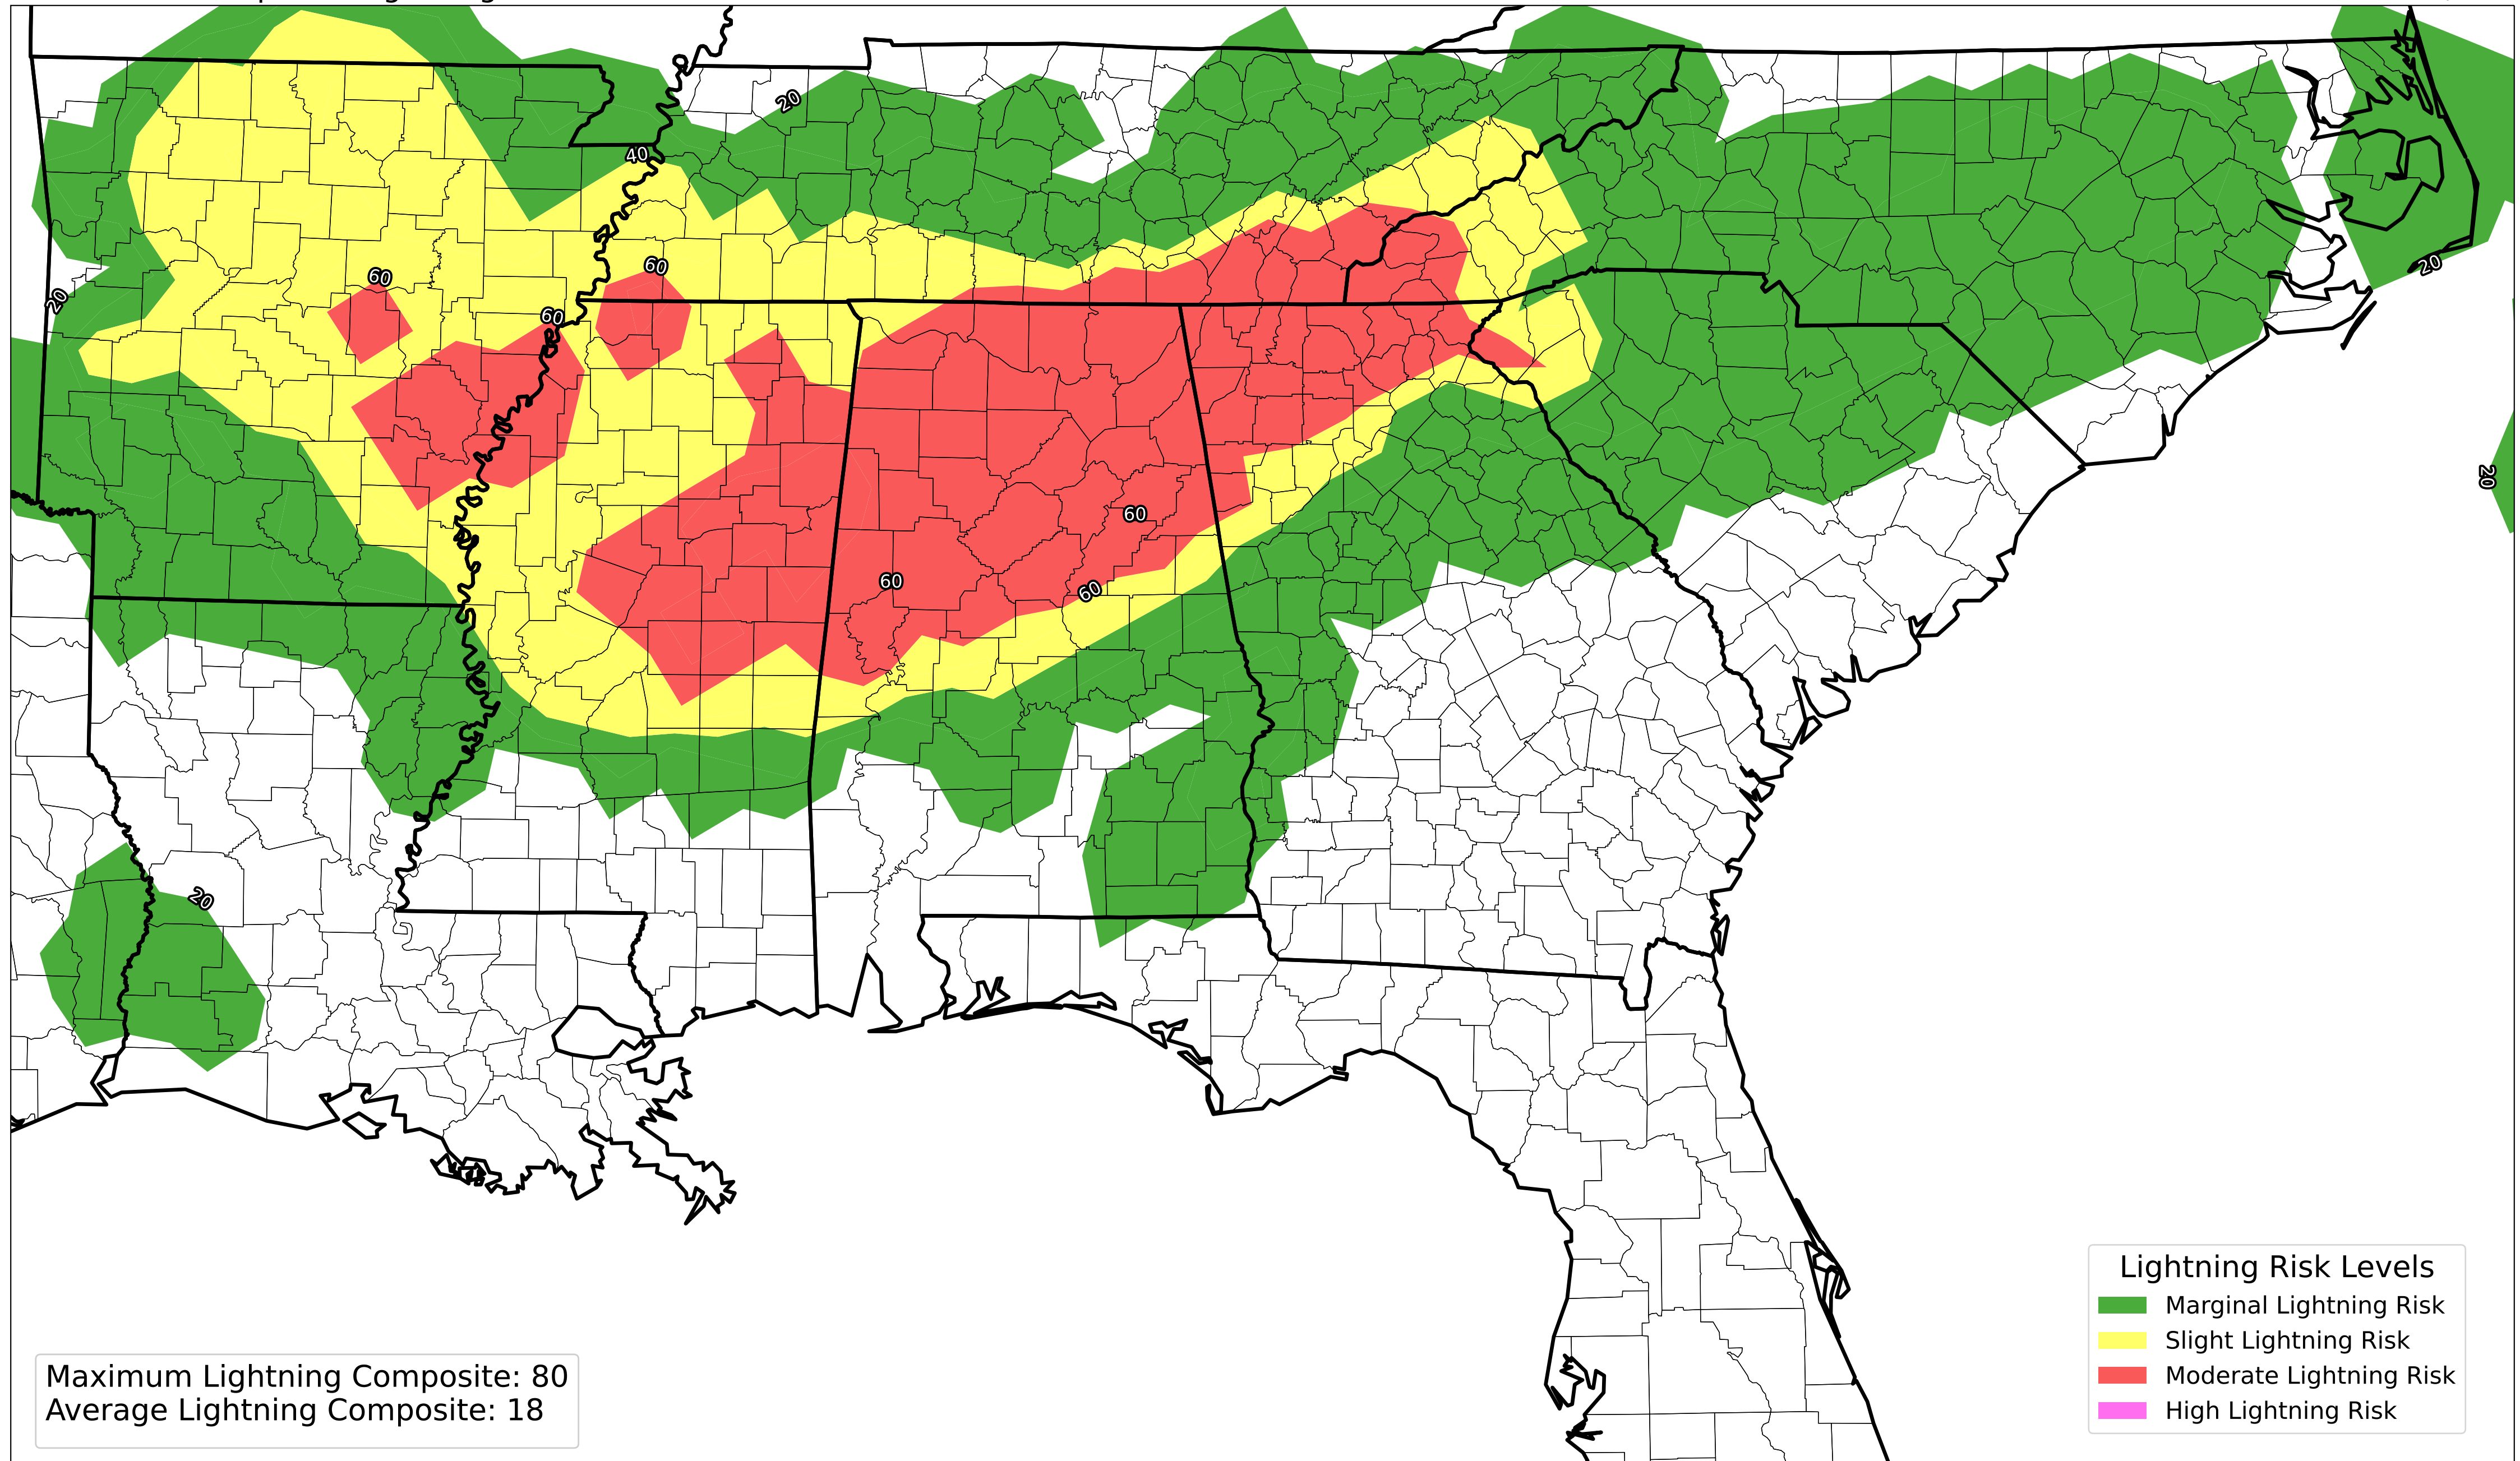 20
40
60
60
20
60
60
60
60
20
20
20
Lightning Risk Levels
Marginal Lightning Risk
Slight Lightning Risk
Moderate Lightning Risk
High Lightning Risk
Maximum Lightning Composite: 80
Average Lightning Composite: 18